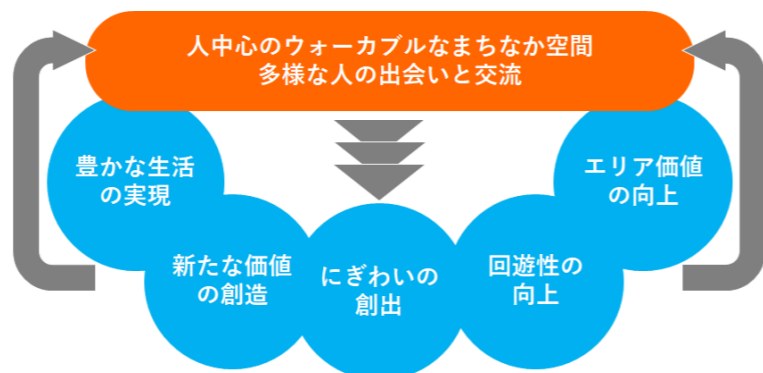 人中心のウォーカブルなまちなか空間
多様な人の出会いと交流
豊かな生活
の実現
新たな価値
の創造
にぎわいの
創出
回遊性の
向上
エリア価値
の向上